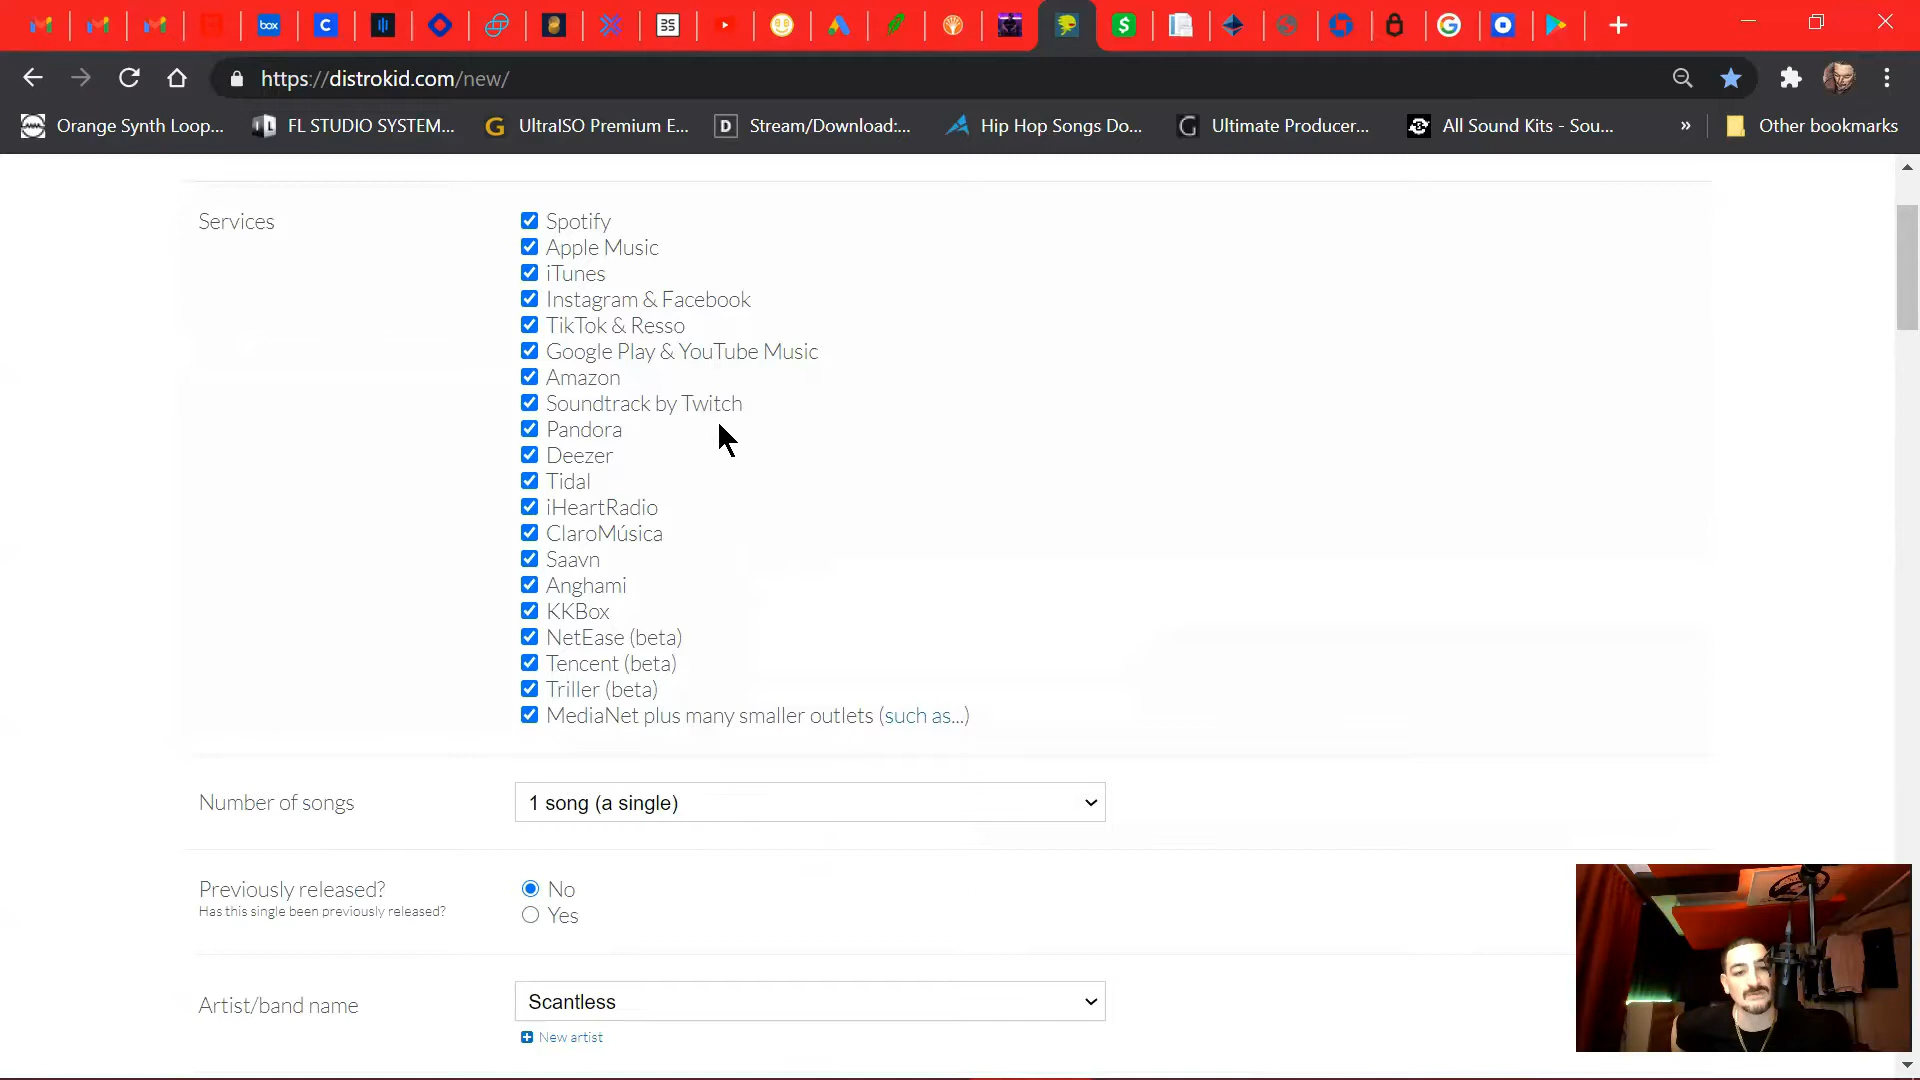 35
https://distrokid.com/new/
Orange Synth Loop... FL STUDIO SYSTEM... UltraISO Premium E... Stream/Download:... Hip Hop Songs Do... Ultimate Producer... All Sound Kits - Sou... » Other bookmarks
Services
Spotify
Apple Music
iTunes
Instagram & Facebook
TikTok & Resso
Google Play & YouTube Music
Amazon
Soundtrack by Twitch
Pandora
Deezer
Tidal
iHeartRadio
ClaroMúsica
Saavn
Anghami
KKBox
NetEase (beta)
Tencent (beta)
Triller (beta)
MediaNet plus many smaller outlets (such as...)
Number of songs 1 song (a single)
Previously released? No
Has this single been previously released?
Yes
Artist/band name Scantless
New artist